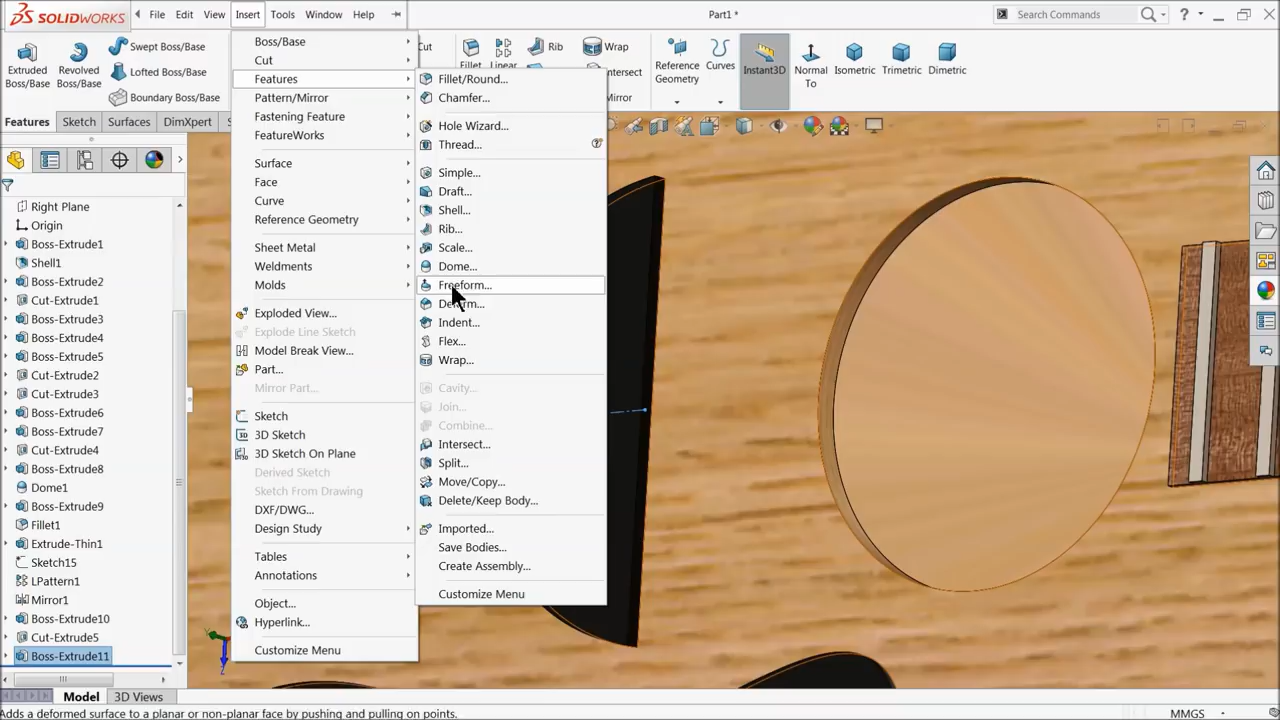 SOLIDWORKS
File Edit View Insert Tools Window Help
Part1 *
Search Commands
?
Extruded
Boss/Base
Revolved
Boss/Base
Swept Boss/Base
Lofted Boss/Base
Boundary Boss/Base
Cut
Fillet
Linear
Rib
Wrap
Intersect
Mirror
Reference
Geometry
Curves
Instant3D
Normal
To
Isometric
Trimetric
Dimetric
Features Sketch Surfaces DimXpert
Right Plane
Origin
Boss-Extrude1
Shell1
Boss-Extrude2
Cut-Extrude1
Boss-Extrude3
Boss-Extrude4
Boss-Extrude5
Cut-Extrude2
Cut-Extrude3
Boss-Extrude6
Boss-Extrude7
Cut-Extrude4
Boss-Extrude8
Dome1
Boss-Extrude9
Fillet1
Extrude-Thin1
Sketch15
LPattern1
Mirror1
Boss-Extrude10
Cut-Extrude5
Boss-Extrude11
Boss/Base
Cut
Features
Pattern/Mirror
Fastening Feature
FeatureWorks
Surface
Face
Curve
Reference Geometry
Sheet Metal
Weldments
Molds
Exploded View...
Explode Line Sketch
Model Break View...
Part...
Mirror Part...
Sketch
3D Sketch
3D Sketch On Plane
Derived Sketch
Sketch From Drawing
DXF/DWG...
Design Study
Tables
Annotations
Object...
Hyperlink...
Customize Menu
Fillet/Round...
Chamfer...
Hole Wizard...
Thread...
Simple...
Draft...
Shell...
Rib...
Scale...
Dome...
Freeform...
Deform...
Indent...
Flex...
Wrap...
Cavity...
Join...
Combine...
Intersect...
Split...
Move/Copy...
Delete/Keep Body...
Imported...
Save Bodies...
Create Assembly...
Customize Menu
Model 3D Views
Adds a deformed surface to a planar or non-planar face by pushing and pulling on points.
MMGS